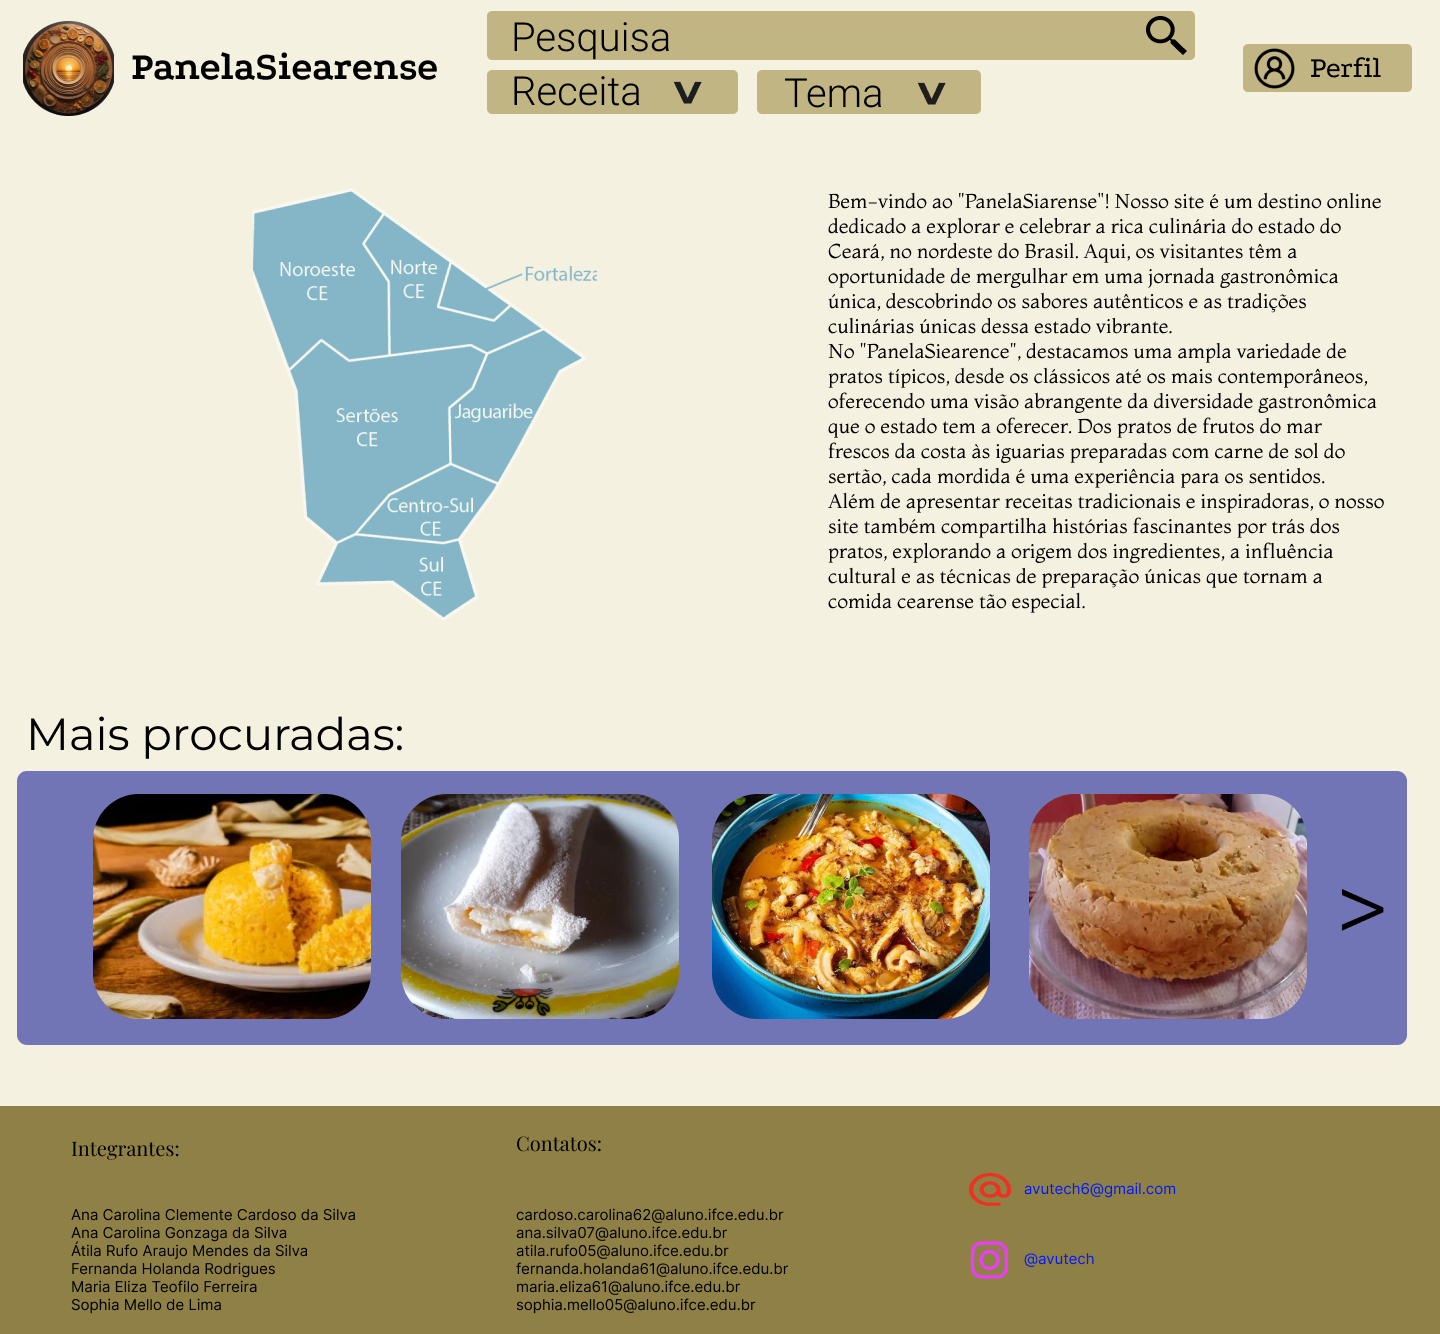 PanelaSiearense
Pesquisa
Receita V
Tema V
Perfil
Noroeste
CE
Norte
CE
Fortaleza
Sertões
CE
Jaguaribe
Centro-Sul
CE
Sul
CE
Bem-vindo ao "PanelaSiarense"! Nosso site é um destino online
dedicado a explorar e celebrar a rica culinária do estado do
Ceará, no nordeste do Brasil. Aqui, os visitantes têm a
oportunidade de mergulhar em uma jornada gastronômica
única, descobrindo os sabores autênticos e as tradições
culinárias únicas dessa estado vibrante.
No "PanelaSiearence", destacamos uma ampla variedade de
pratos típicos, desde os clássicos até os mais contemporâneos,
oferecendo uma visão abrangente da diversidade gastronômica
que o estado tem a oferecer. Dos pratos de frutos do mar
frescos da costa às iguarias preparadas com carne de sol do
sertão, cada mordida é uma experiência para os sentidos.
Além de apresentar receitas tradicionais e inspiradoras, o nosso
site também compartilha histórias fascinantes por trás dos
pratos, explorando a origem dos ingredientes, a influência
cultural e as técnicas de preparação únicas que tornam a
comida cearense tão especial.
Mais procuradas:
>
Integrantes:
Ana Carolina Clemente Cardoso da Silva
Ana Carolina Gonzaga da Silva
Átila Rufo Araujo Mendes da Silva
Fernanda Holanda Rodrigues
Maria Eliza Teofilo Ferreira
Sophia Mello de Lima
Contatos:
cardoso.carolina62@aluno.ifce.edu.br
ana.silva07@aluno.ifce.edu.br
atila.rufo05@aluno.ifce.edu.br
fernanda.holanda61@aluno.ifce.edu.br
maria.eliza61@aluno.ifce.edu.br
sophia.mello05@aluno.ifce.edu.br
@ avutech6@gmail.com
@avutech